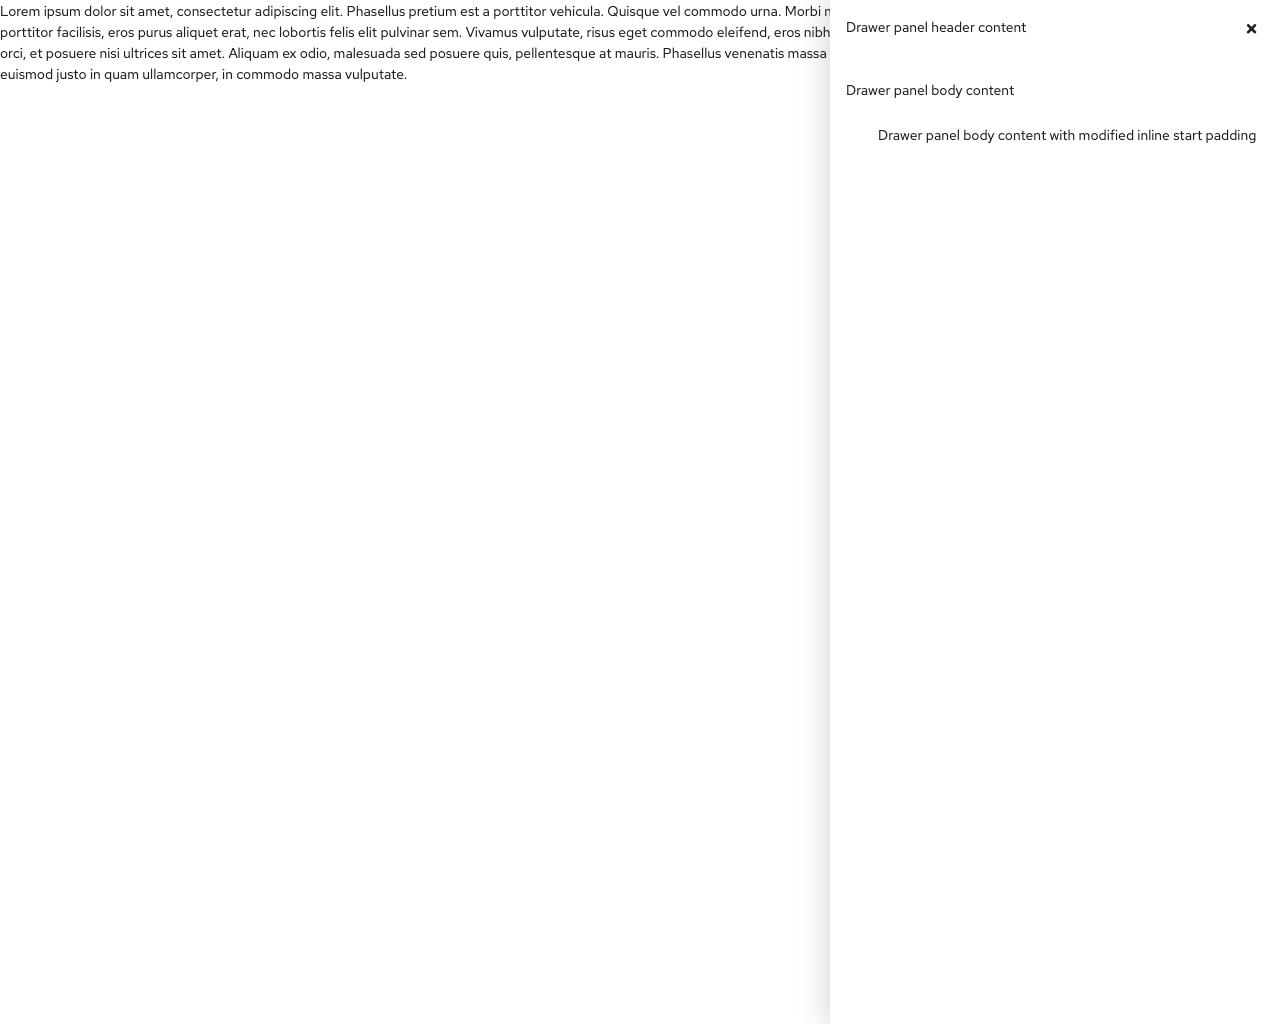 Lorem ipsum dolor sit amet, consectetur adipiscing elit. Phasellus pretium est a porttitor vehicula. Quisque vel commodo urna. Morbi
porttitor facilisis, eros purus aliquet erat, nec lobortis felis elit pulvinar sem. Vivamus vulputate, risus eget commodo eleifend, eros nibh
orci, et posuere nisi ultrices sit amet. Aliquam ex odio, malesuada sed posuere quis, pellentesque at mauris. Phasellus venenatis massa
euismod justo in quam ullamcorper, in commodo massa vulputate.
Drawer panel header content
Drawer panel body content
Drawer panel body content with modified inline start padding